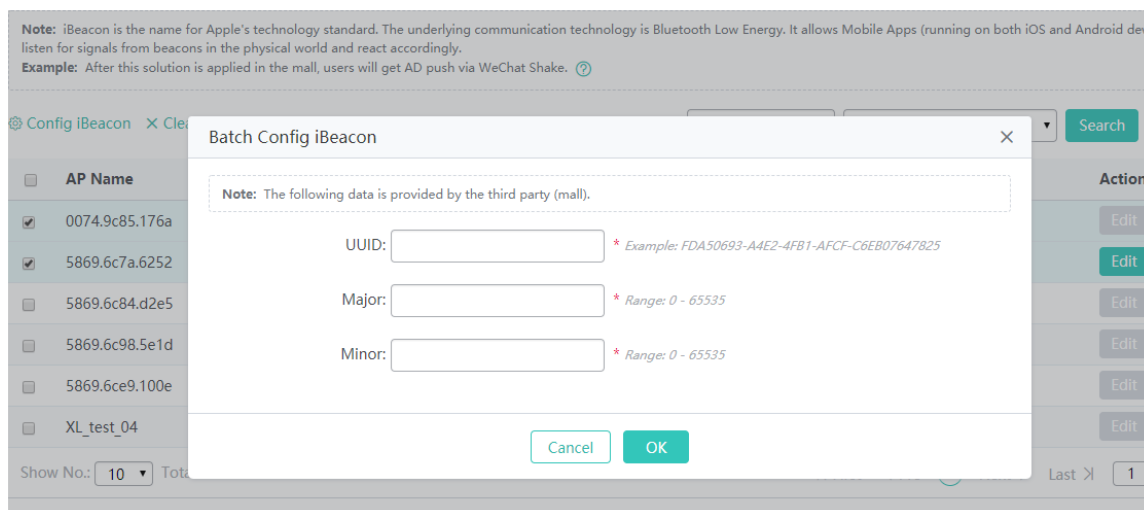 Note: iBeacon is the name for Apple's technology standard. The underlying communication technology is Bluetooth Low Energy. It allows Mobile Apps (running on both iOS and Android dev
listen for signals from beacons in the physical world and react accordingly.
Example: After this solution is applied in the mall, users will get AD push via WeChat Shake. ?
Config iBeacon × Clea
Search
Batch Config iBeacon ×
AP Name
Action
Note: The following data is provided by the third party (mall).
0074.9c85.176a
Edit
UUID: * Example: FDA50693-A4E2-4FB1-AFCF-C6EB07647825
5869.6c7a.6252
Edit
Major: * Range: 0 - 65535
5869.6c84.d2e5
Edit
Minor: * Range: 0 - 65535
5869.6c98.5e1d
Edit
5869.6ce9.100e
Edit
XL_test_04
Edit
Cancel OK
Show No.: 10 Tota
Last 1